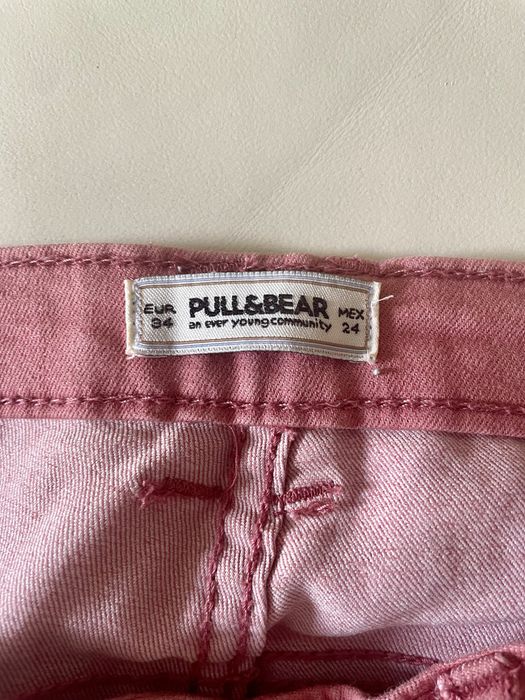 EUR PULL&BEAR MEX
34 an ever young community 24